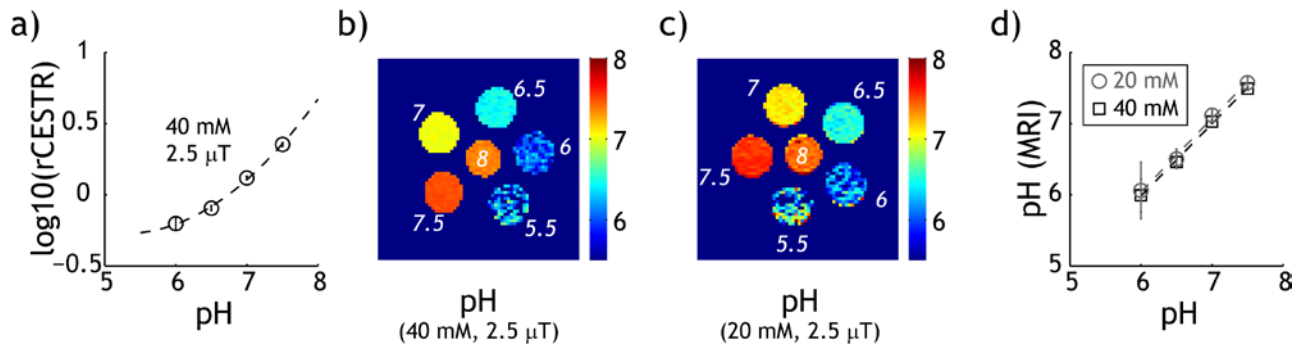 a)
log10(rCESTR)
1
0.5
0
−0.5
40 mM
2.5 µT
5
6
7
8
pH
b)
6.5
7
6
8
7.5
5.5
8
7
6
pH
(40 mM, 2.5 µT)
c)
7
6.5
8
7.5
6
5.5
8
7
6
pH
(20 mM, 2.5 µT)
d)
pH (MRI)
8
7
6
5
20 mM
40 mM
5
6
7
8
pH